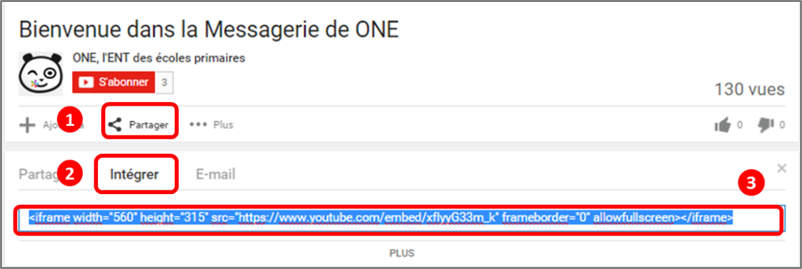 Bienvenue dans la Messagerie de ONE
ONE, l'ENT des écoles primaires
S'abonner 3
130 vues
1 Partager ••• Plus 0 0
2 Intégrer E-mail
3
<iframe width="560" height="315" src="https://www.youtube.com/embed/xflyyG33m_k" frameborder="0" allowfullscreen></iframe>
PLUS